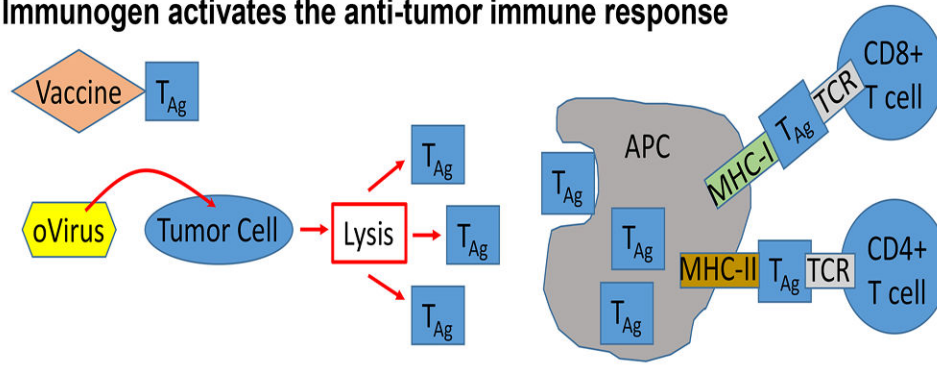 Immunogen activates the anti-tumor immune response
Vaccine
TAg
oVirus
Tumor Cell
Lysis
TAg
TAg
TAg
APC
TAg
TAg
TAg
MHC-I
TAg
TCR
CD8+
T cell
MHC-II
TAg
TCR
CD4+
T cell